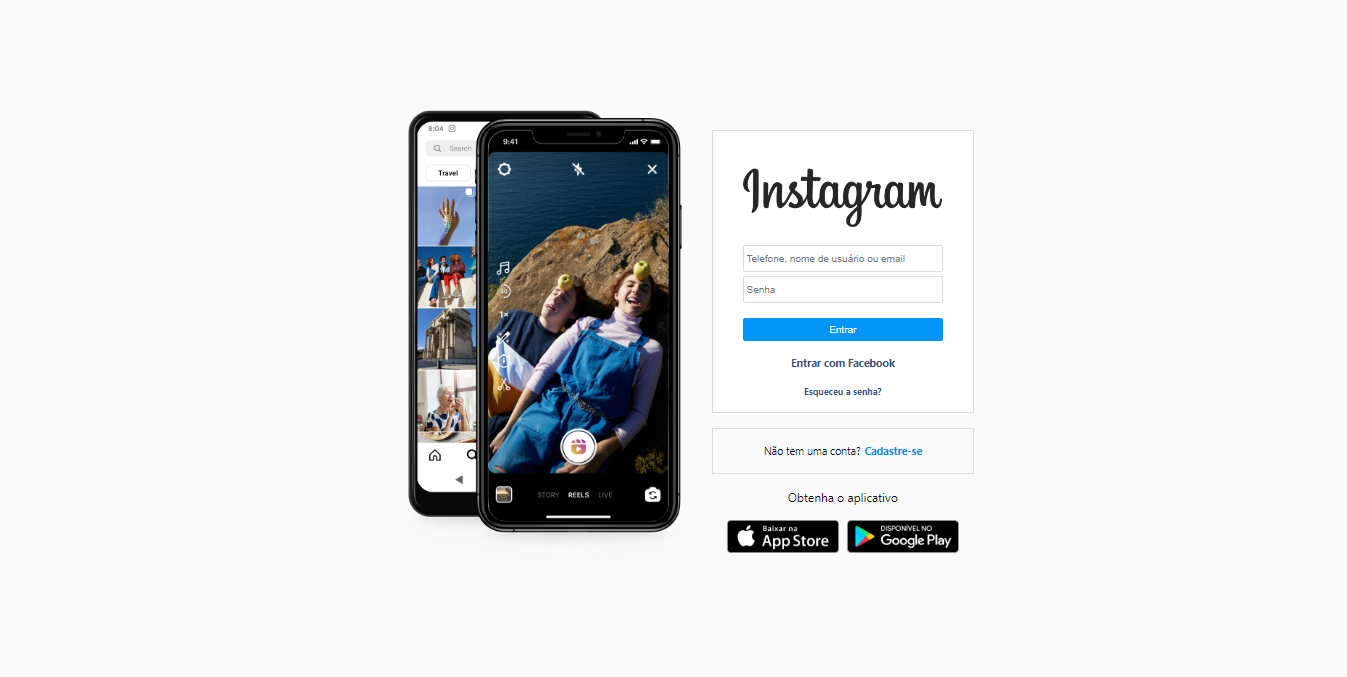 8:04
Search
Travel
9:41
1x
STORY REELS LIVE
Instagram
Telefone, nome de usuário ou email
Senha
Entrar
Entrar com Facebook
Esqueceu a senha?
Não tem uma conta? Cadastre-se
Obtenha o aplicativo
Baixar na
App Store
DISPONÍVEL NO
Google Play